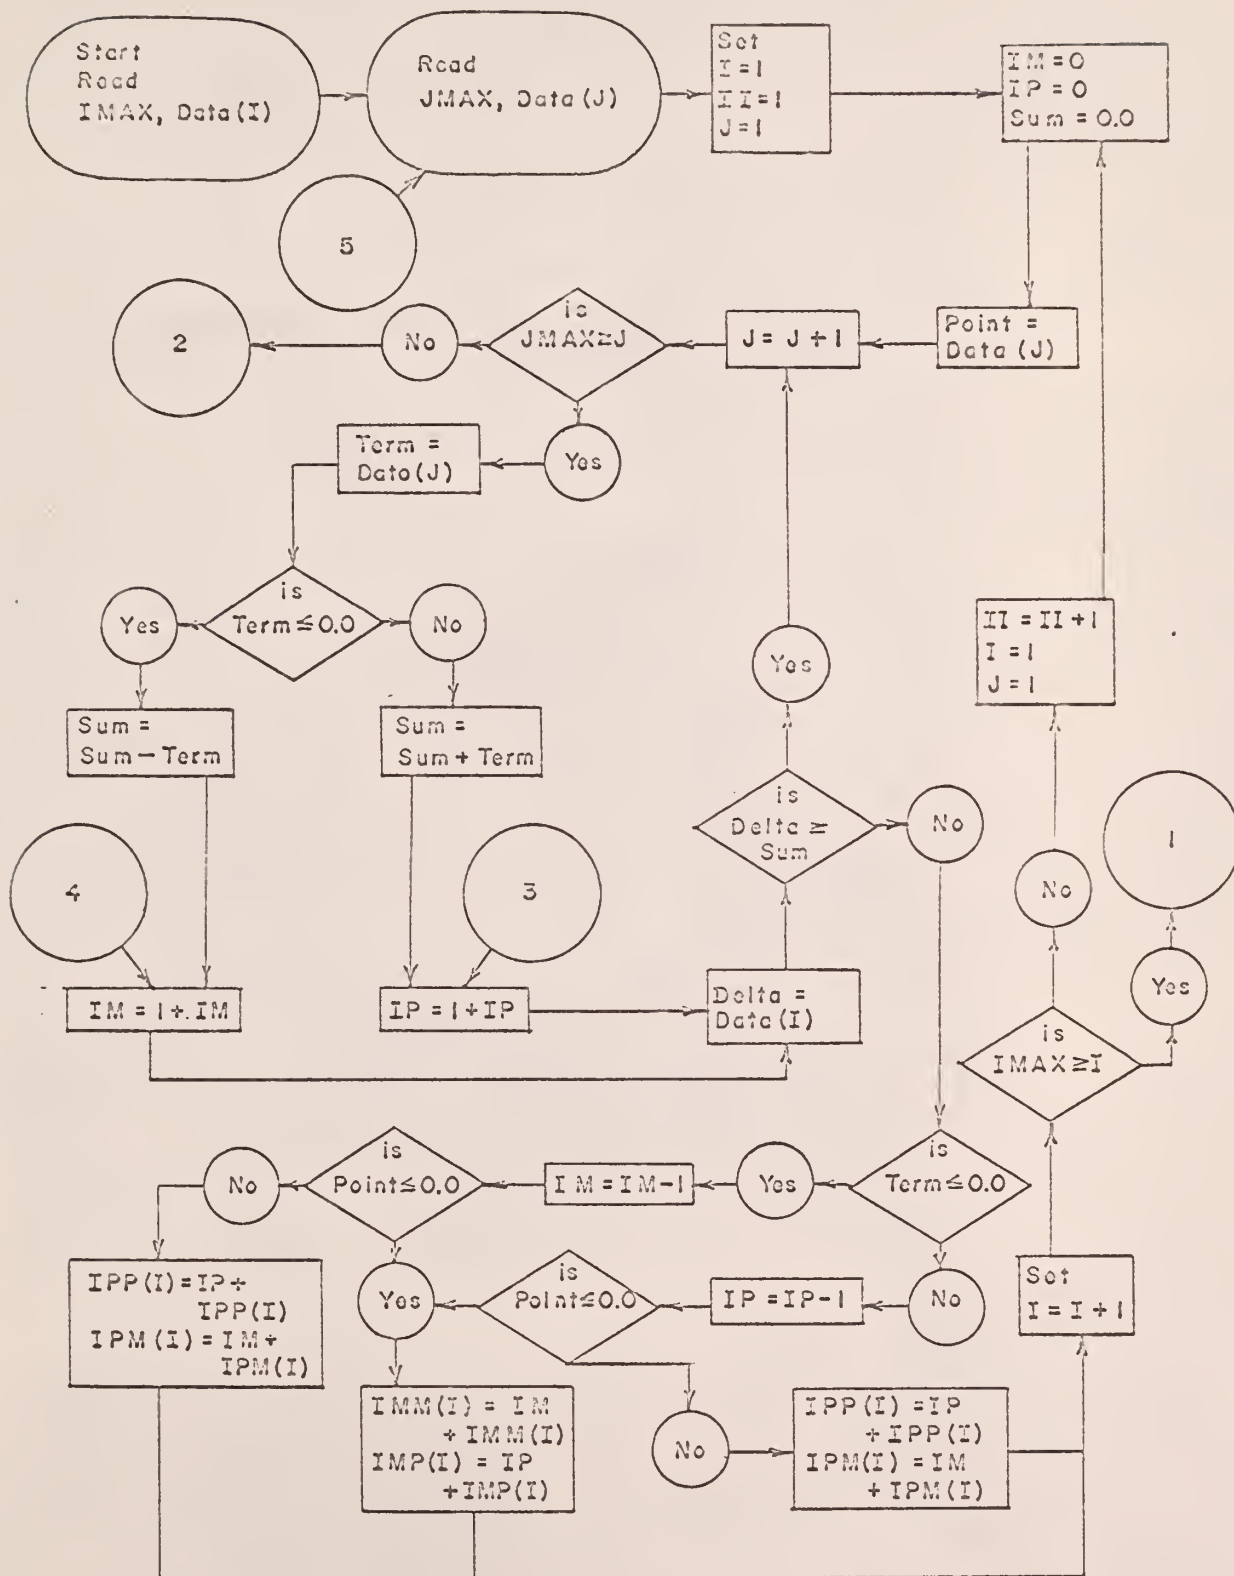 Start
Read
IMAX, Data(I)
Read
JMAX, Data(J)
Set
I=1
II=1
J=1
IM=0
IP=0
Sum=0.0
5
2
No
is
JMAX≥J
J=J+1
Point=
Data(J)
Term=
Data(J)
Yes
Yes
is
Term≤0.0
No
Yes
II=II+1
I=1
J=1
Sum=
Sum-Term
Sum=
Sum+Term
is
Delta≥
Sum
No
1
4
3
No
Yes
IM=1+IM
IP=1+IP
Delta=
Data(I)
is
IMAX≥I
No
is
Point≤0.0
IM=IM-1
Yes
is
Term≤0.0
IPP(I)=IP+
IPP(I)
IPM(I)=IM+
IPM(I)
Yes
is
Point≤0.0
IP=IP-1
No
Set
I=I+1
IMM(I)=IM
+IMM(I)
IMP(I)=IP
+IMP(I)
No
IPP(I)=IP
+IPP(I)
IPM(I)=IM
+IPM(I)